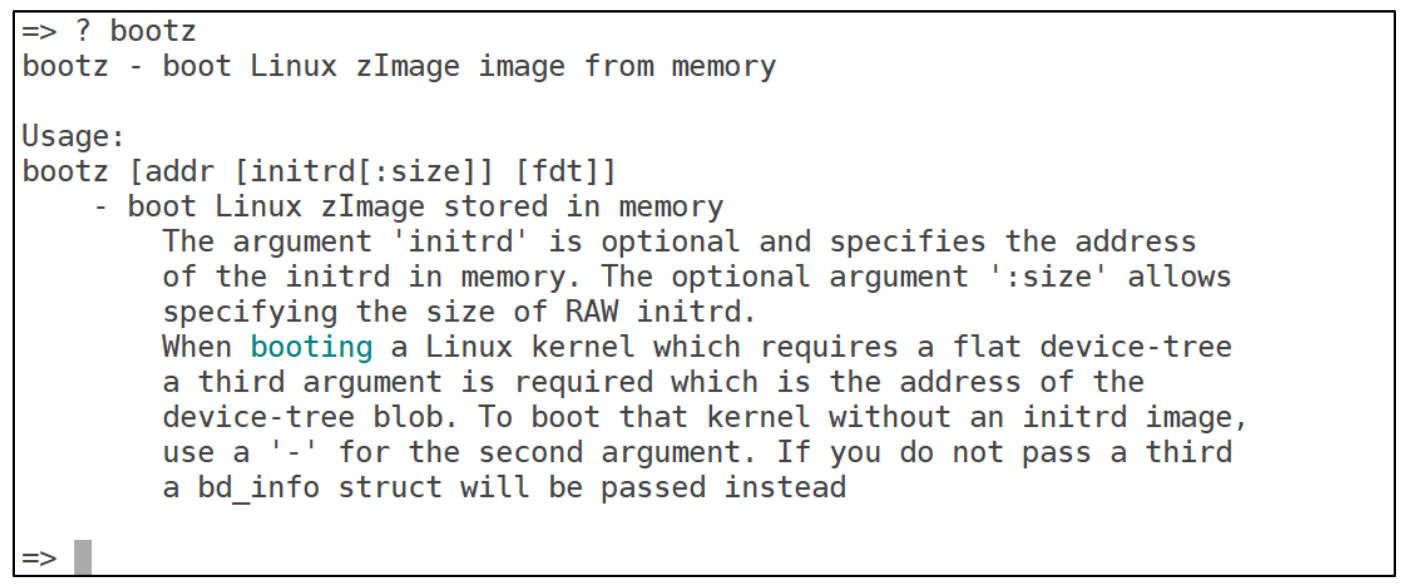 => ? bootz
bootz - boot Linux zImage image from memory
Usage:
bootz [addr [initrd[:size]] [fdt]]
- boot Linux zImage stored in memory
The argument 'initrd' is optional and specifies the address
of the initrd in memory. The optional argument ':size' allows
specifying the size of RAW initrd.
When booting a Linux kernel which requires a flat device-tree
a third argument is required which is the address of the
device-tree blob. To boot that kernel without an initrd image,
use a '-' for the second argument. If you do not pass a third
a bd_info struct will be passed instead
=>